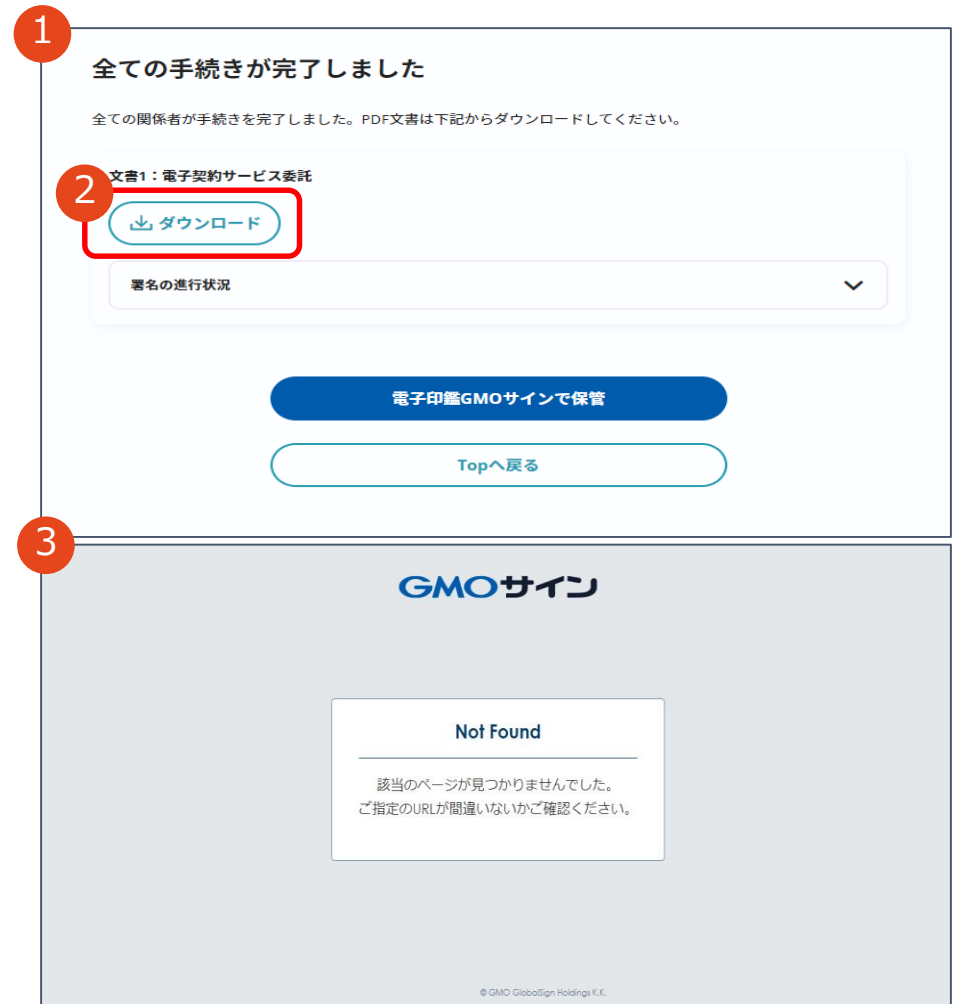 1
全ての手続きが完了しました
全ての関係者が手続きを完了しました。PDF文書は下記からダウンロードしてください。
文書1：電子契約サービス委託
2
ダウンロード
署名の進行状況
電子印鑑GMOサインで保管
Topへ戻る
3
GMOサイン
Not Found
該当のページが見つかりませんでした。
ご指定のURLが間違いないかご確認ください。
© GMO GlobalSign Holdings K.K.